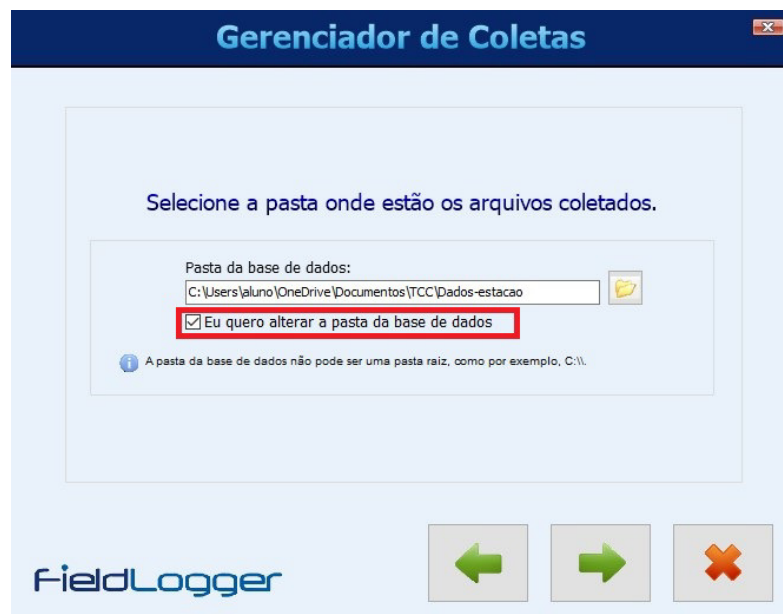 Gerenciador de Coletas
Selecione a pasta onde estão os arquivos coletados.
Pasta da base de dados:
C:\Users\aluno\OneDrive\Documentos\TCC\Dados-estacao
Eu quero alterar a pasta da base de dados
A pasta da base de dados não pode ser uma pasta raiz, como por exemplo, C:\\.
FieldLogger